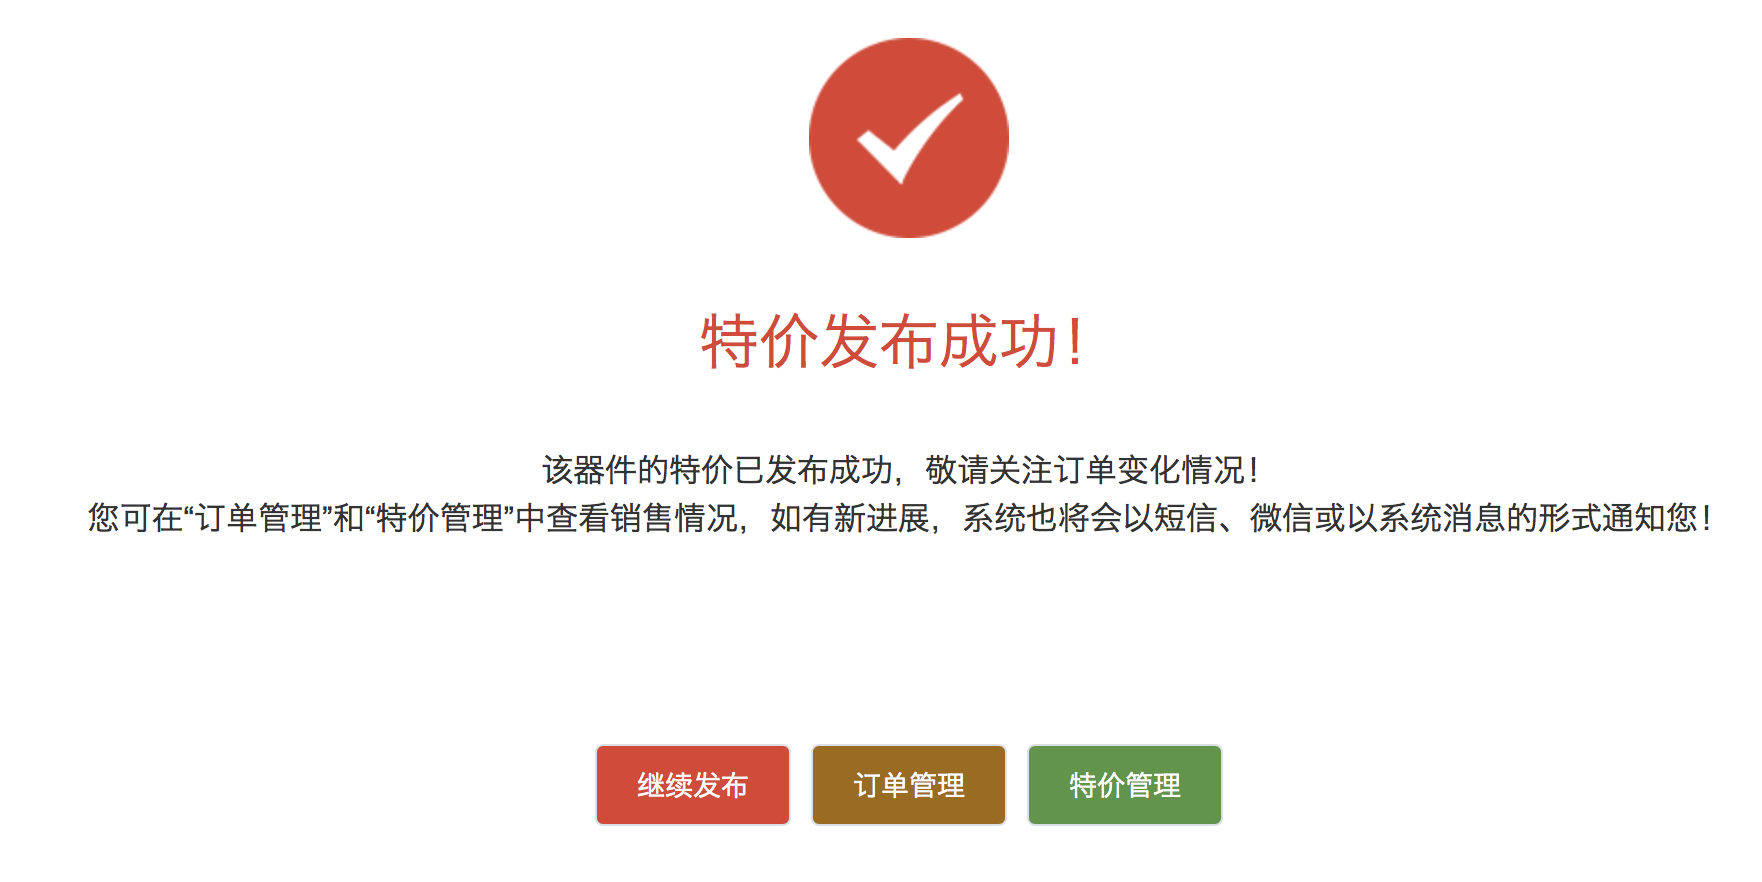 特价发布成功！
该器件的特价已发布成功，敬请关注订单变化情况！
您可在“订单管理”和“特价管理”中查看销售情况，如有新进展，系统也将会以短信、微信或以系统消息的形式通知您！
继续发布 订单管理 特价管理